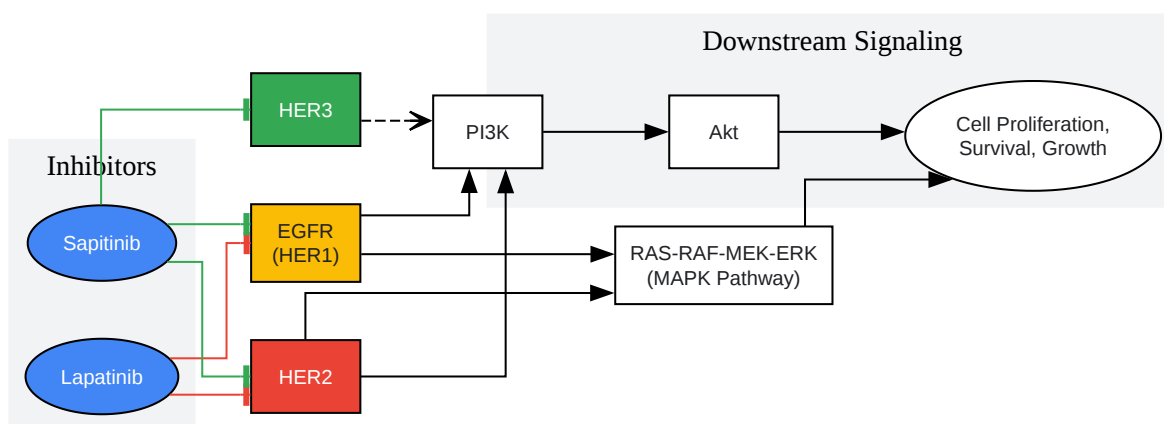 Downstream Signaling
HER3
PI3K
Akt
Cell Proliferation,
Survival, Growth
Inhibitors
Sapitinib
EGFR
(HER1)
RAS-RAF-MEK-ERK
(MAPK Pathway)
Lapatinib
HER2